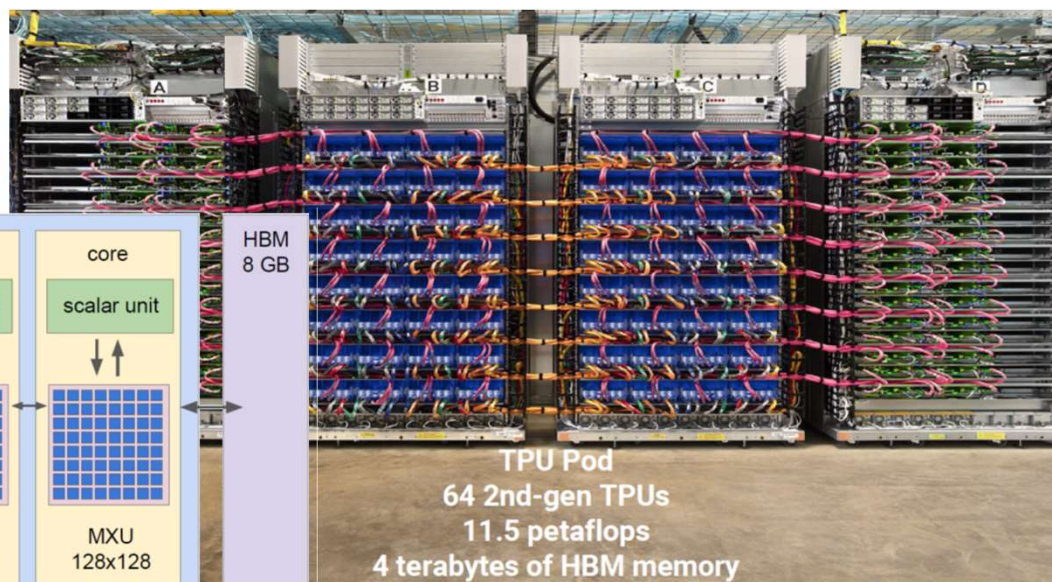 A
B
C
D
core
scalar unit
MXU
128x128
HBM
8 GB
TPU Pod
64 2nd-gen TPUs
11.5 petaflops
4 terabytes of HBM memory